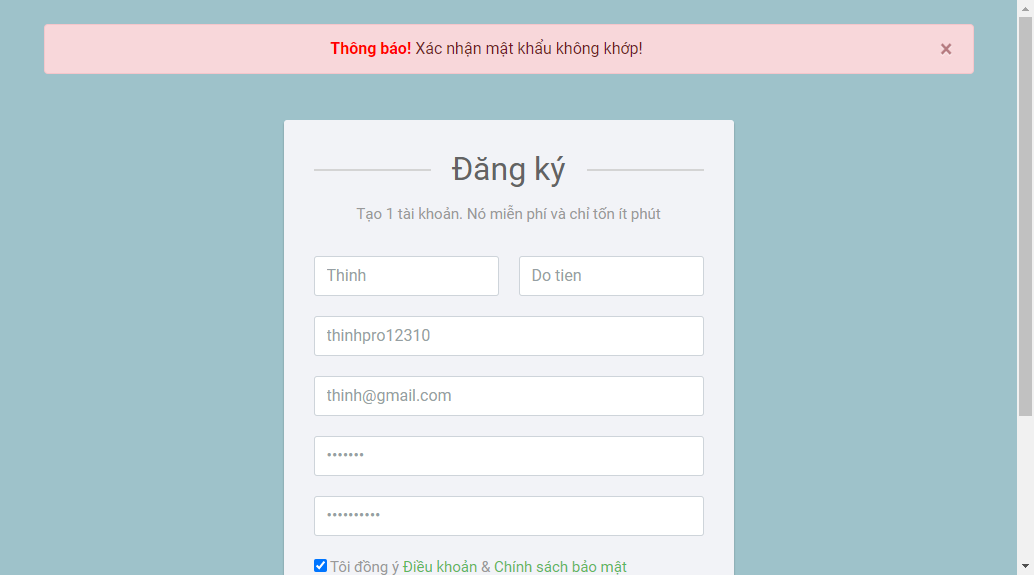 Thông báo! Xác nhận mật khẩu không khớp! ×
Đăng ký
Tạo 1 tài khoản. Nó miễn phí và chỉ tốn ít phút
Thinh Do tien
thinhpro12310
thinh@gmail.com
•••••••
••••••••••
Tôi đồng ý Điều khoản & Chính sách bảo mật